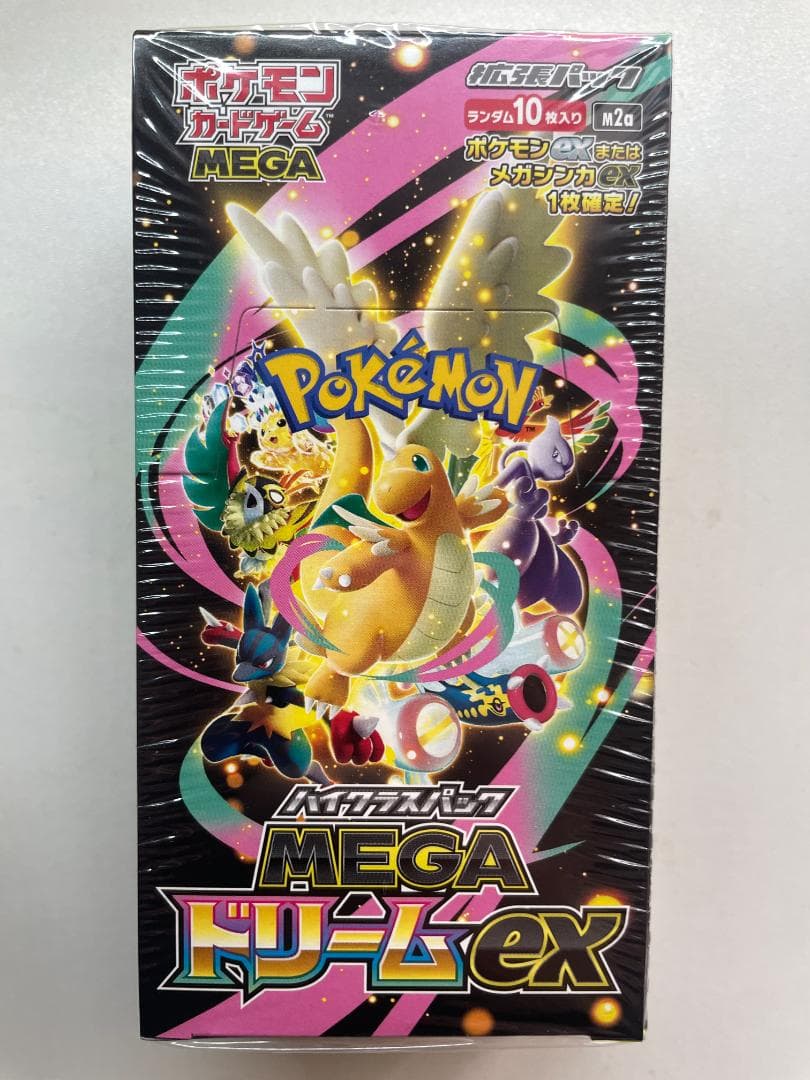 ポケモン
カードゲーム™
MEGA
拡張パック
ランダム10枚入り
M2a
ポケモンexまたは
メガシンカex
1枚確定!
POKéMON™
ハイクラスパック
MEGA
ドリームex